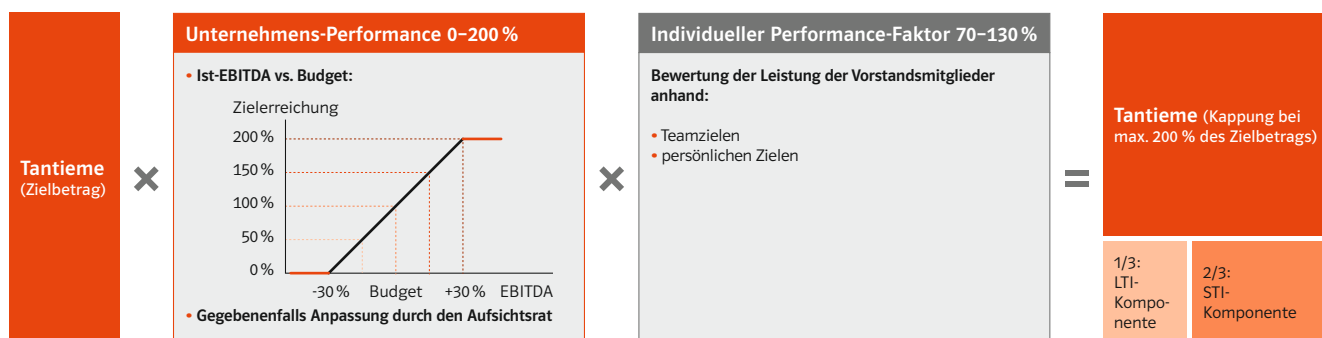 Tantieme
(Zielbetrag)
×
Unternehmens-Performance 0–200 %
• Ist-EBITDA vs. Budget:
Zielerreichung
200 %
150 %
100 %
50 %
0 %
-30 % Budget +30 % EBITDA
• Gegebenenfalls Anpassung durch den Aufsichtsrat
×
Individueller Performance-Faktor 70–130 %
Bewertung der Leistung der Vorstandsmitglieder
anhand:
• Teamzielen
• persönlichen Zielen
=
Tantieme (Kappung bei
max. 200 % des Zielbetrags)
1/3:
LTI-
Kompo-
nente
2/3:
STI-
Komponente